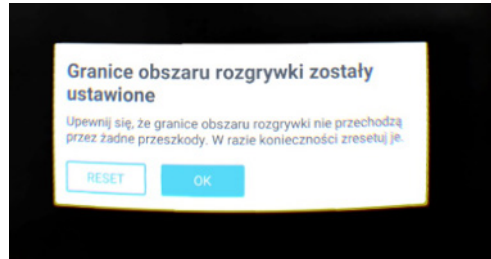 Granice obszaru rozgrywki zostały
ustawione
Upewnij się, że granice obszaru rozgrywki nie przechodzą
przez żadne przeszkody. W razie konieczności zresetuj je.
RESET
OK